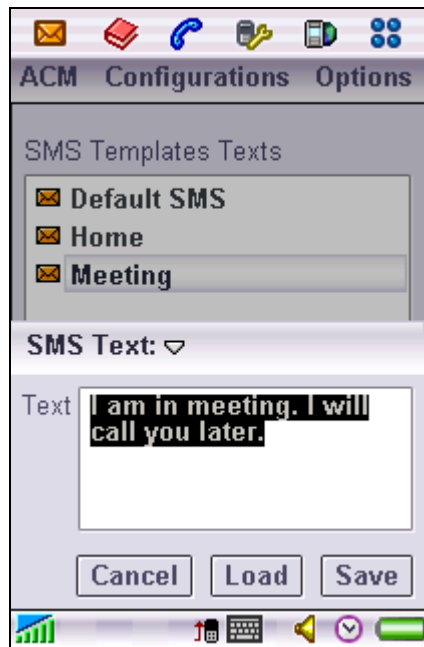 ACM Configurations Options
SMS Templates Texts
Default SMS
Home
Meeting
SMS Text:
Text I am in meeting. I will
call you later.
Cancel Load Save